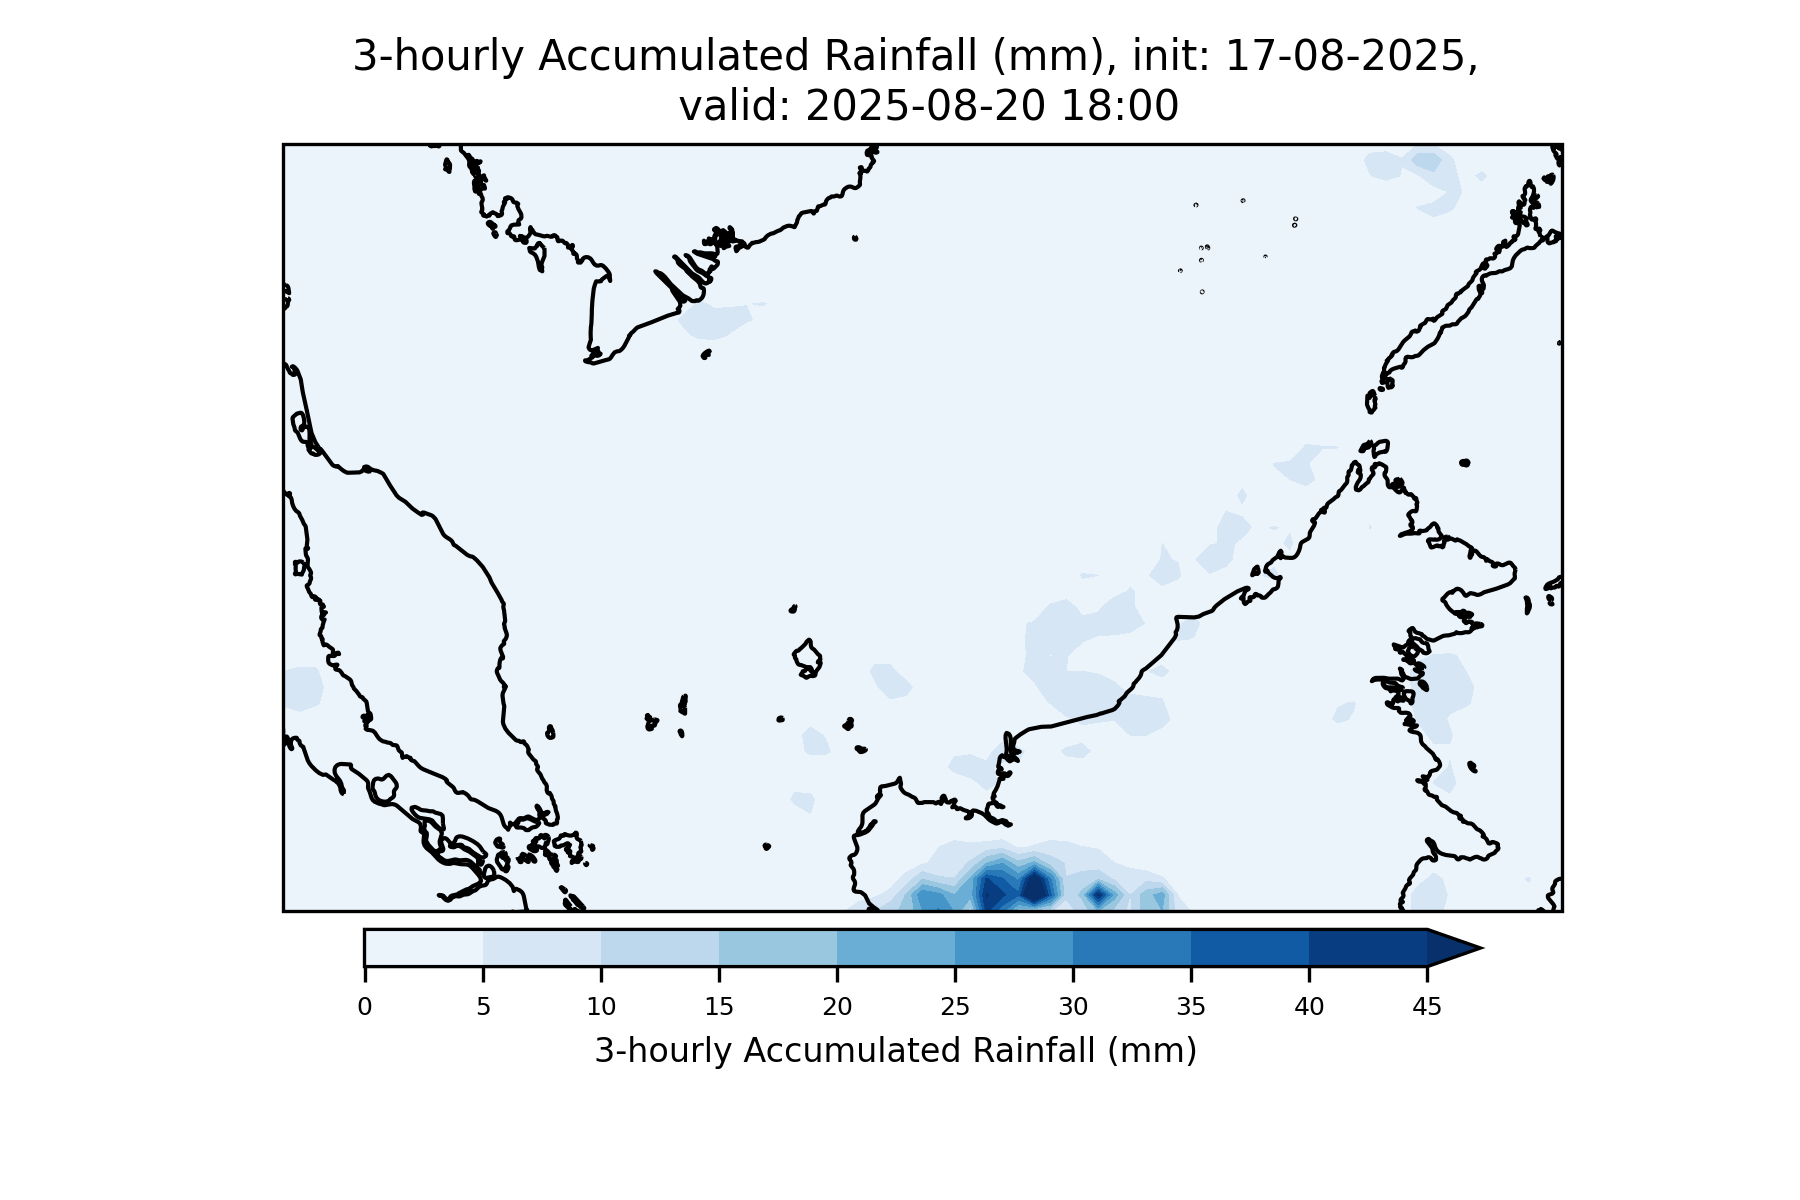 3-hourly Accumulated Rainfall (mm), init: 17-08-2025,
valid: 2025-08-20 18:00
0 5 10 15 20 25 30 35 40 45
3-hourly Accumulated Rainfall (mm)